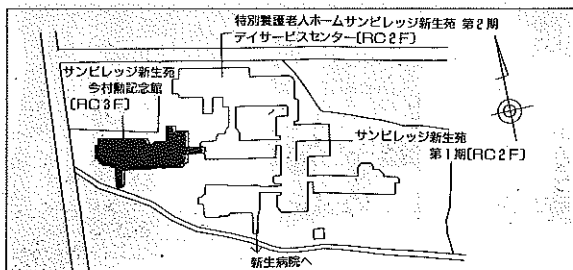 特別養護老人ホームサンビレッジ新生苑 第2期
デイサービスセンター(RC2F)
サンビレッジ新生苑
今村勲記念館
(RC3F)
サンビレッジ新生苑
第1期(RC2F)
新生病院へ